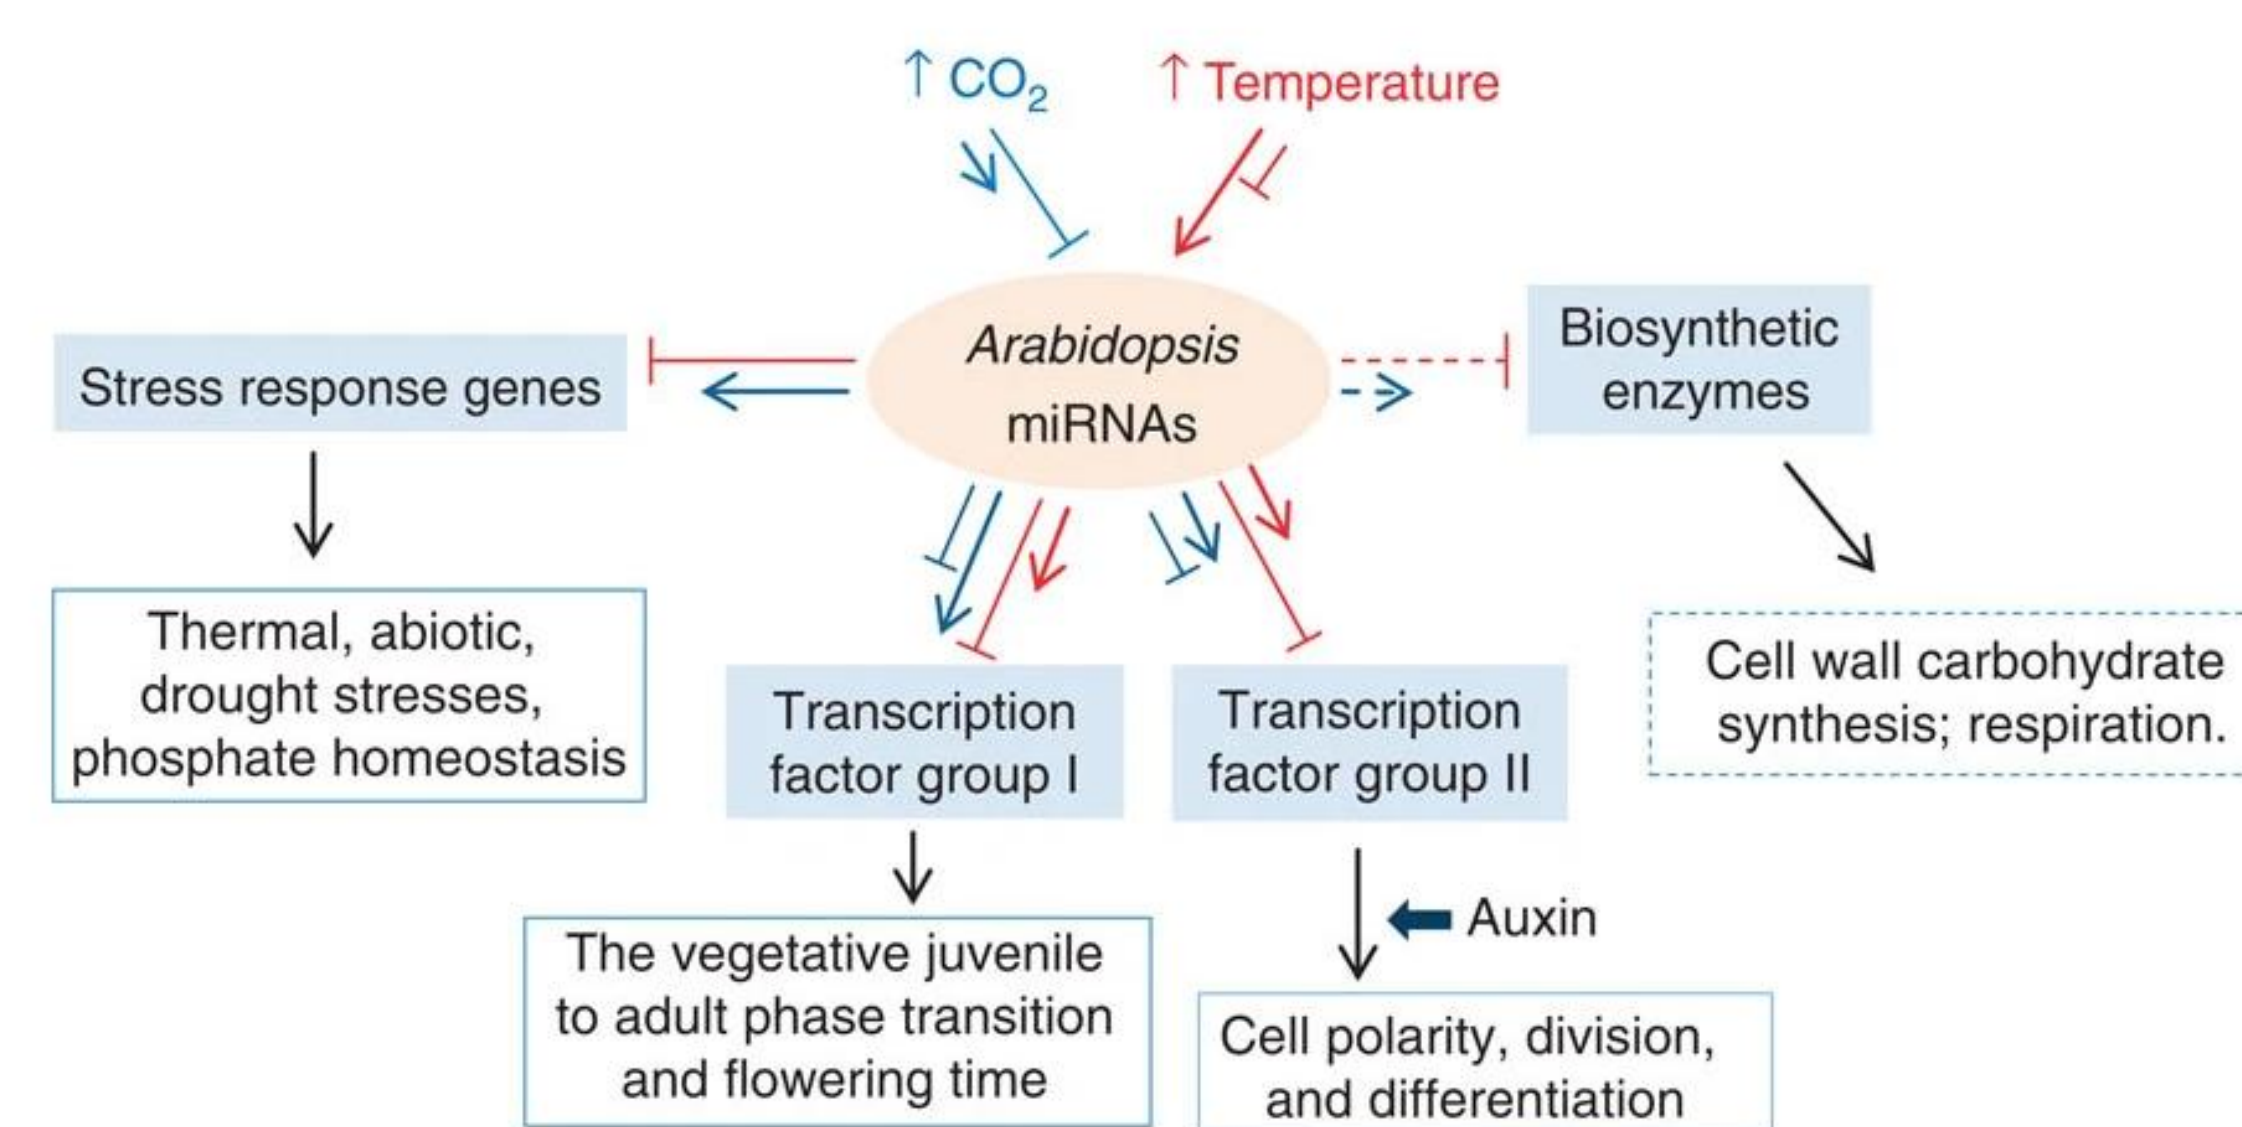 ↑ CO₂
↑ Temperature
Arabidopsis
miRNAs
Stress response genes
Biosynthetic
enzymes
Thermal, abiotic,
drought stresses,
phosphate homeostasis
Transcription
factor group I
Transcription
factor group II
Cell wall carbohydrate
synthesis; respiration.
Auxin
The vegetative juvenile
to adult phase transition
and flowering time
Cell polarity, division,
and differentiation